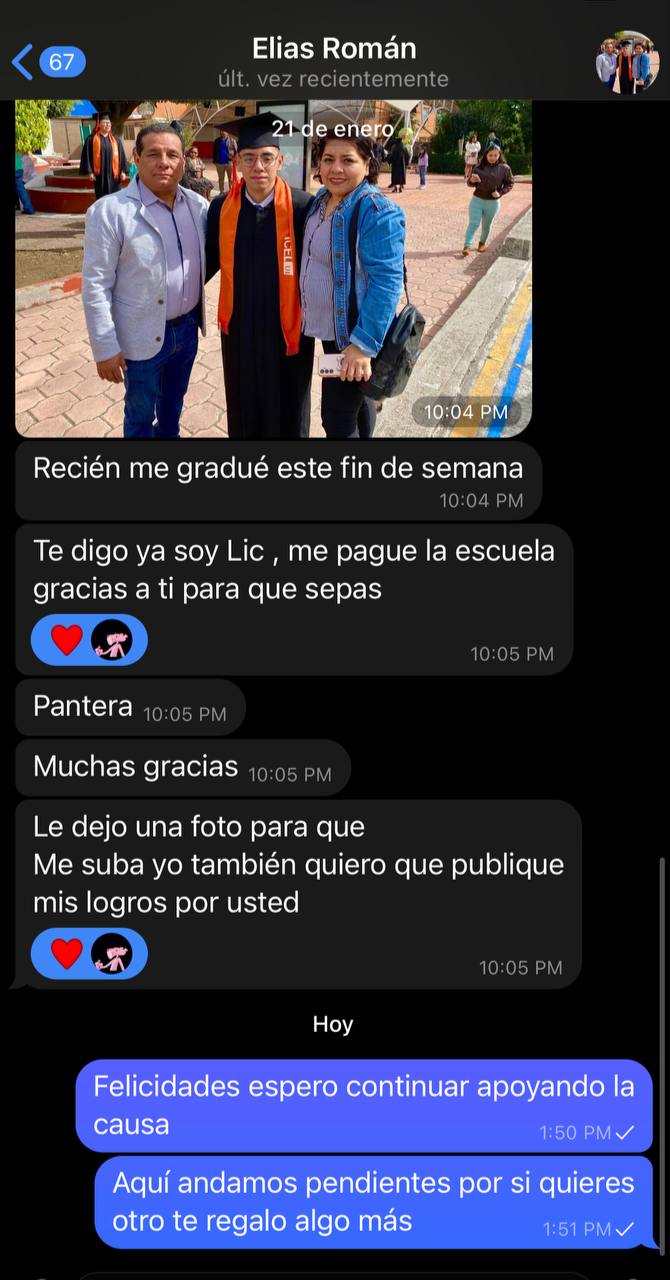 67
Elias Román
últ. vez recientemente
21 de enero
10:04 PM
Recién me gradué este fin de semana
10:04 PM
Te digo ya soy Lic , me pague la escuela
gracias a ti para que sepas
10:05 PM
Pantera 10:05 PM
Muchas gracias 10:05 PM
Le dejo una foto para que
Me suba yo también quiero que publique
mis logros por usted
10:05 PM
Hoy
Felicidades espero continuar apoyando la
causa
1:50 PM
Aquí andamos pendientes por si quieres
otro te regalo algo más
1:51 PM